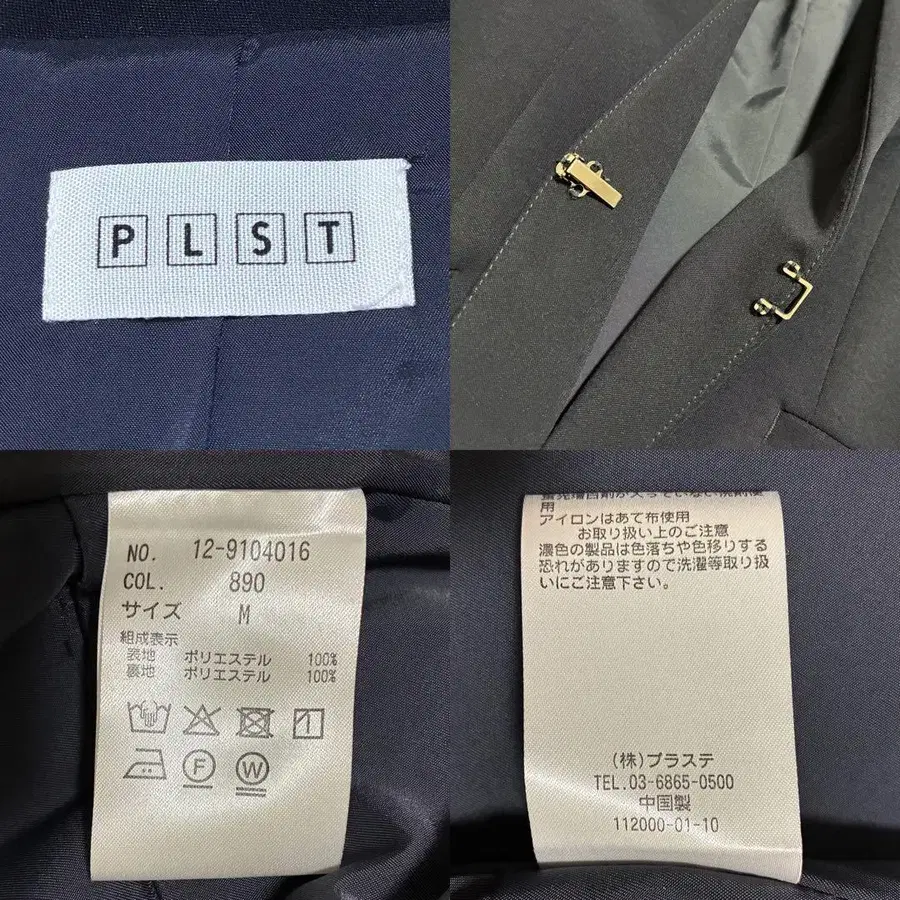 PLST
NO. 12-9104016
COL. 890
サイズ M
組成表示
表地 ポリエステル 100%
裏地 ポリエステル 100%
F W
用
アイロンはあて布使用
お取り扱い上のご注意
濃色の製品は色落ちや色移りする
恐れがありますので洗濯等取り扱
いにご注意下さい。
(株)プラステ
TEL.03-6865-0500
中国製
112000-01-10